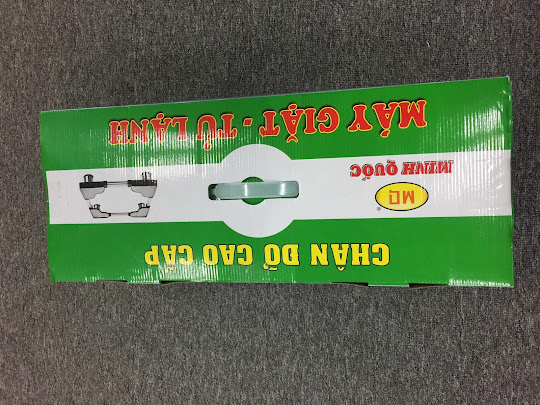 CHÂN ĐỠ CAO CẤP
MQ
®
MINH QUỐC
MÁY GIẶT - TỦ LẠNH